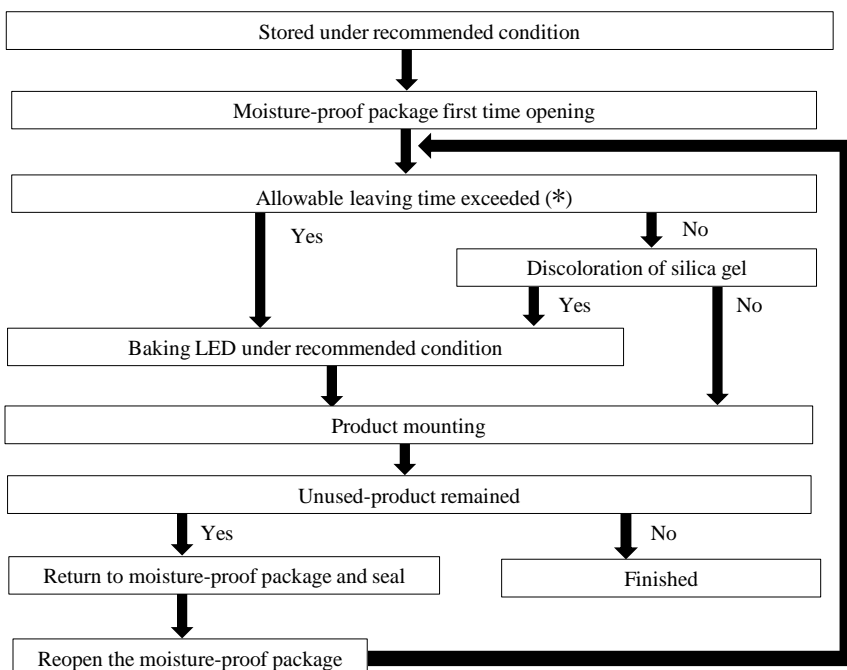 Stored under recommended condition
Moisture-proof package first time opening
Allowable leaving time exceeded (*)
Yes
No
Discoloration of silica gel
Yes
No
Baking LED under recommended condition
Product mounting
Unused-product remained
Yes
No
Return to moisture-proof package and seal
Finished
Reopen the moisture-proof package